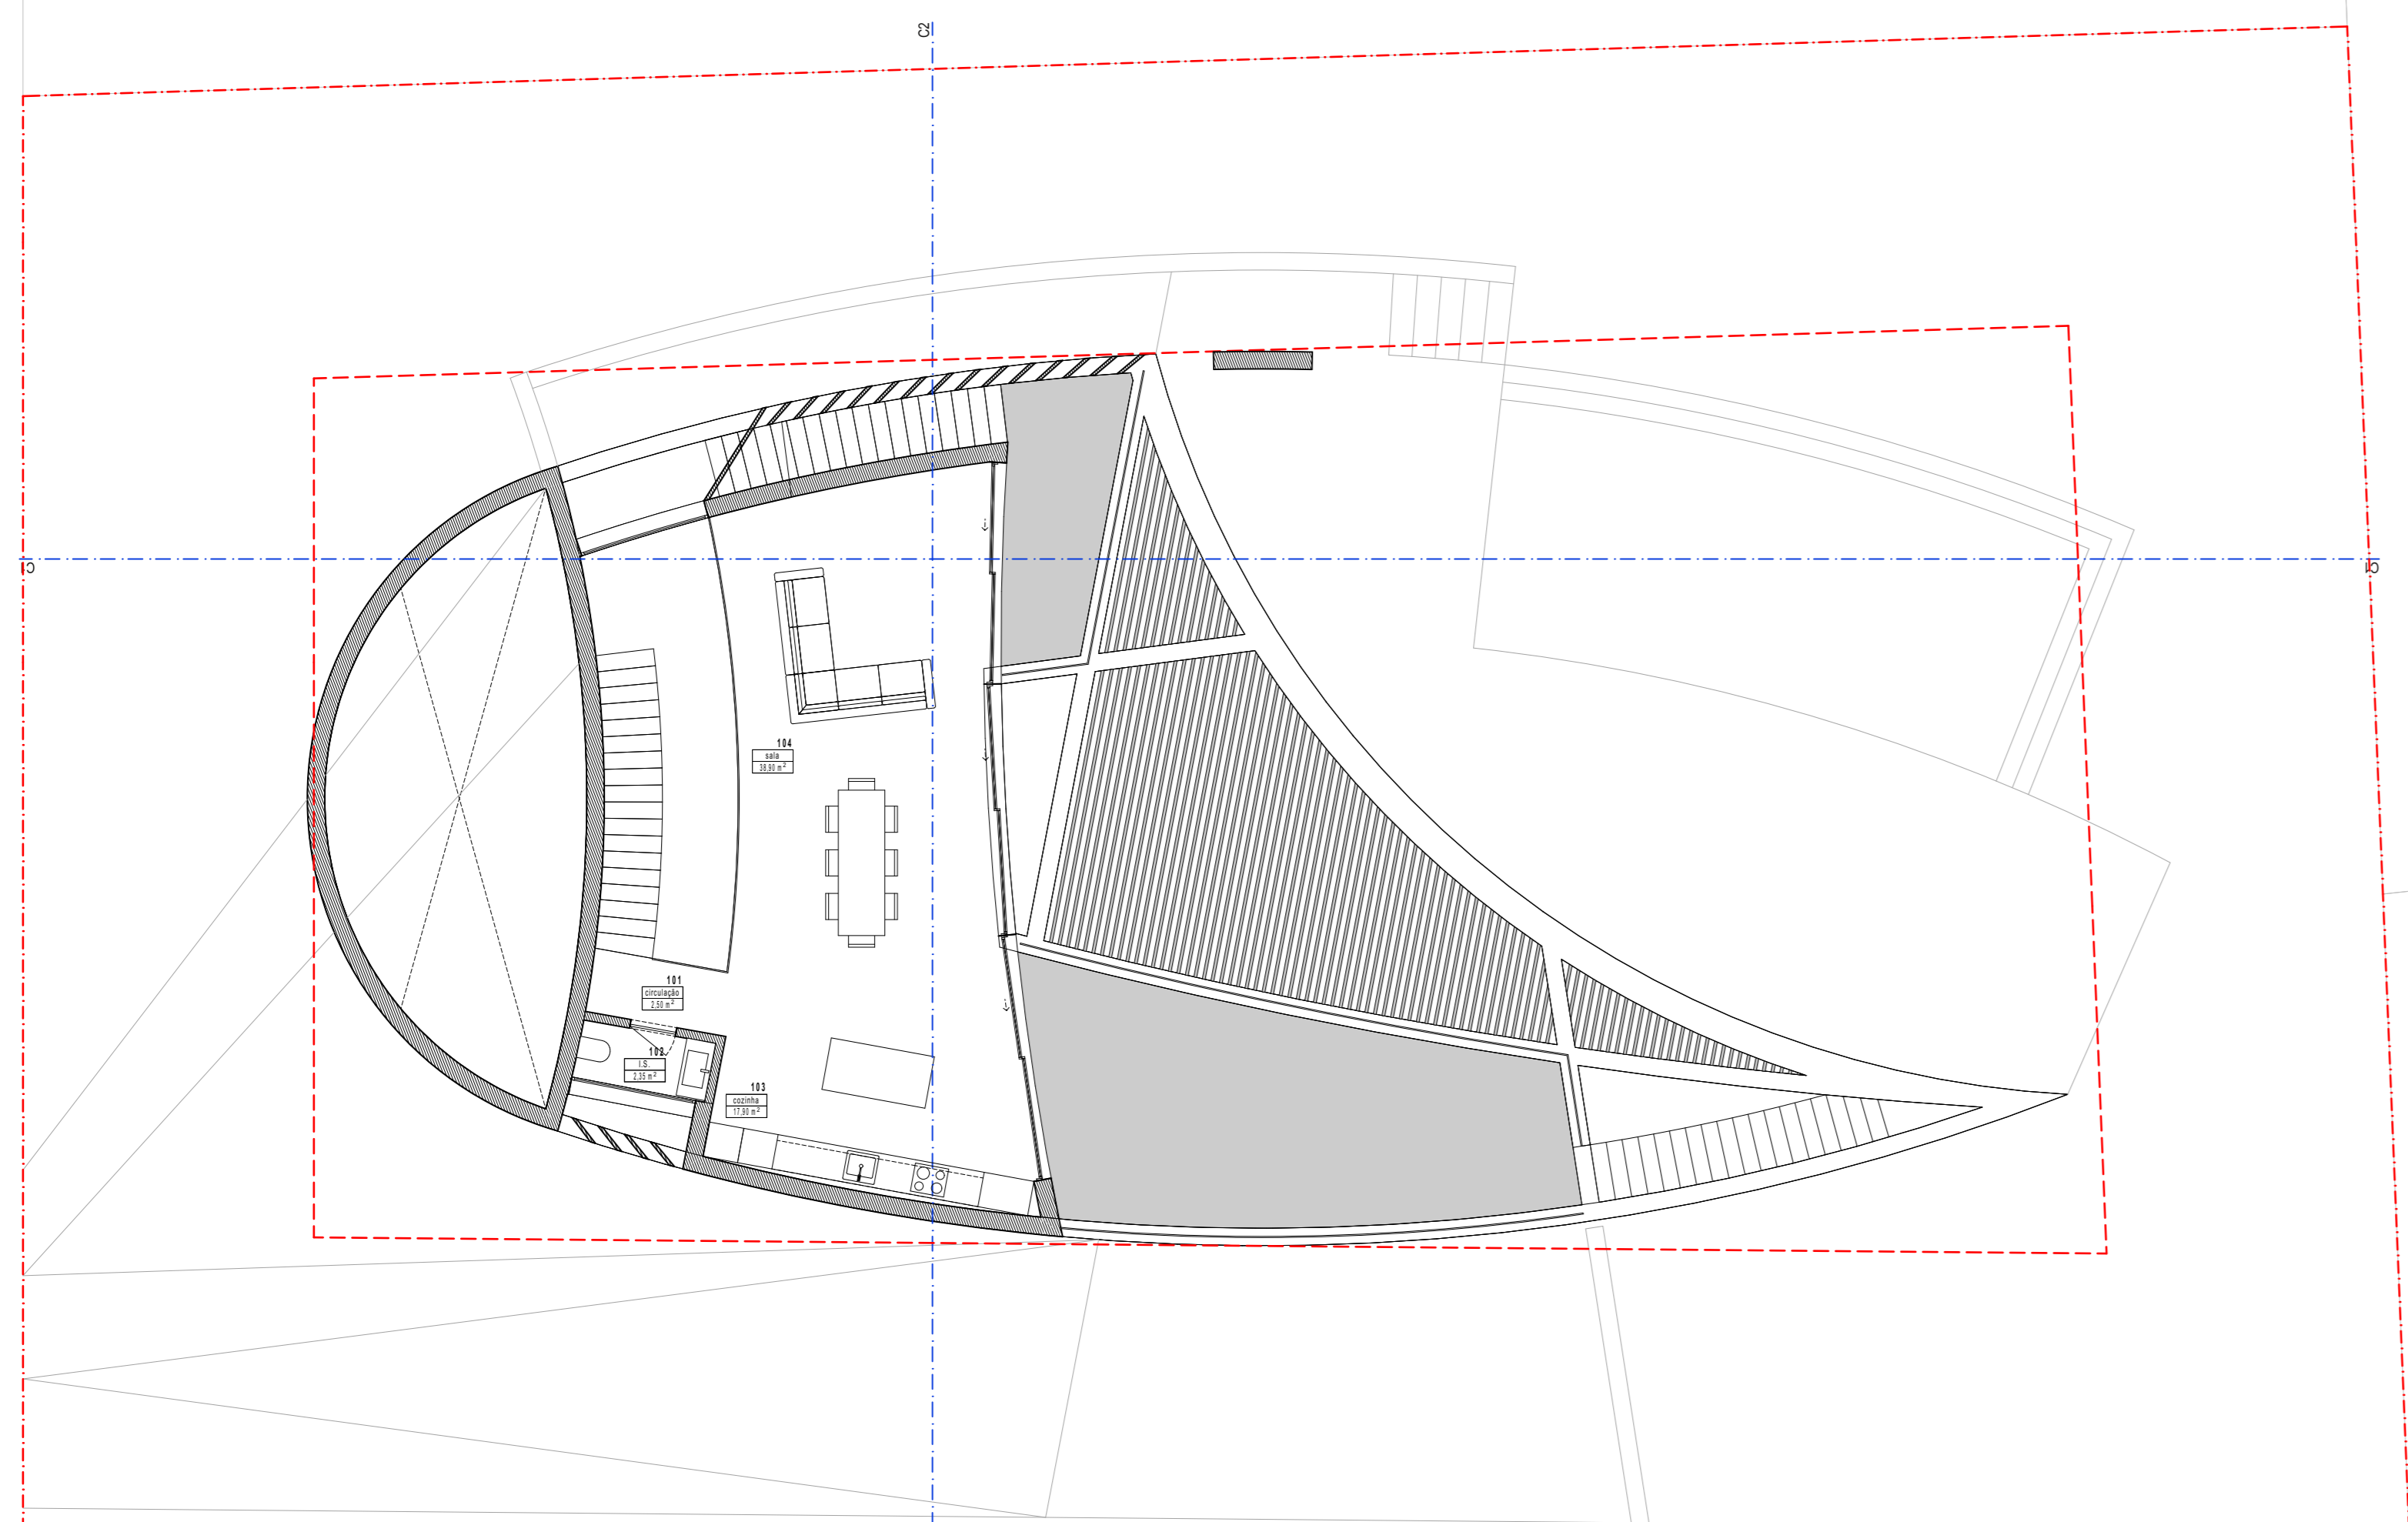 C2
C1
C1
104
sala
38,90 m²
101
circulação
2,50 m²
102
I.S.
2,35 m²
103
cozinha
17,90 m²